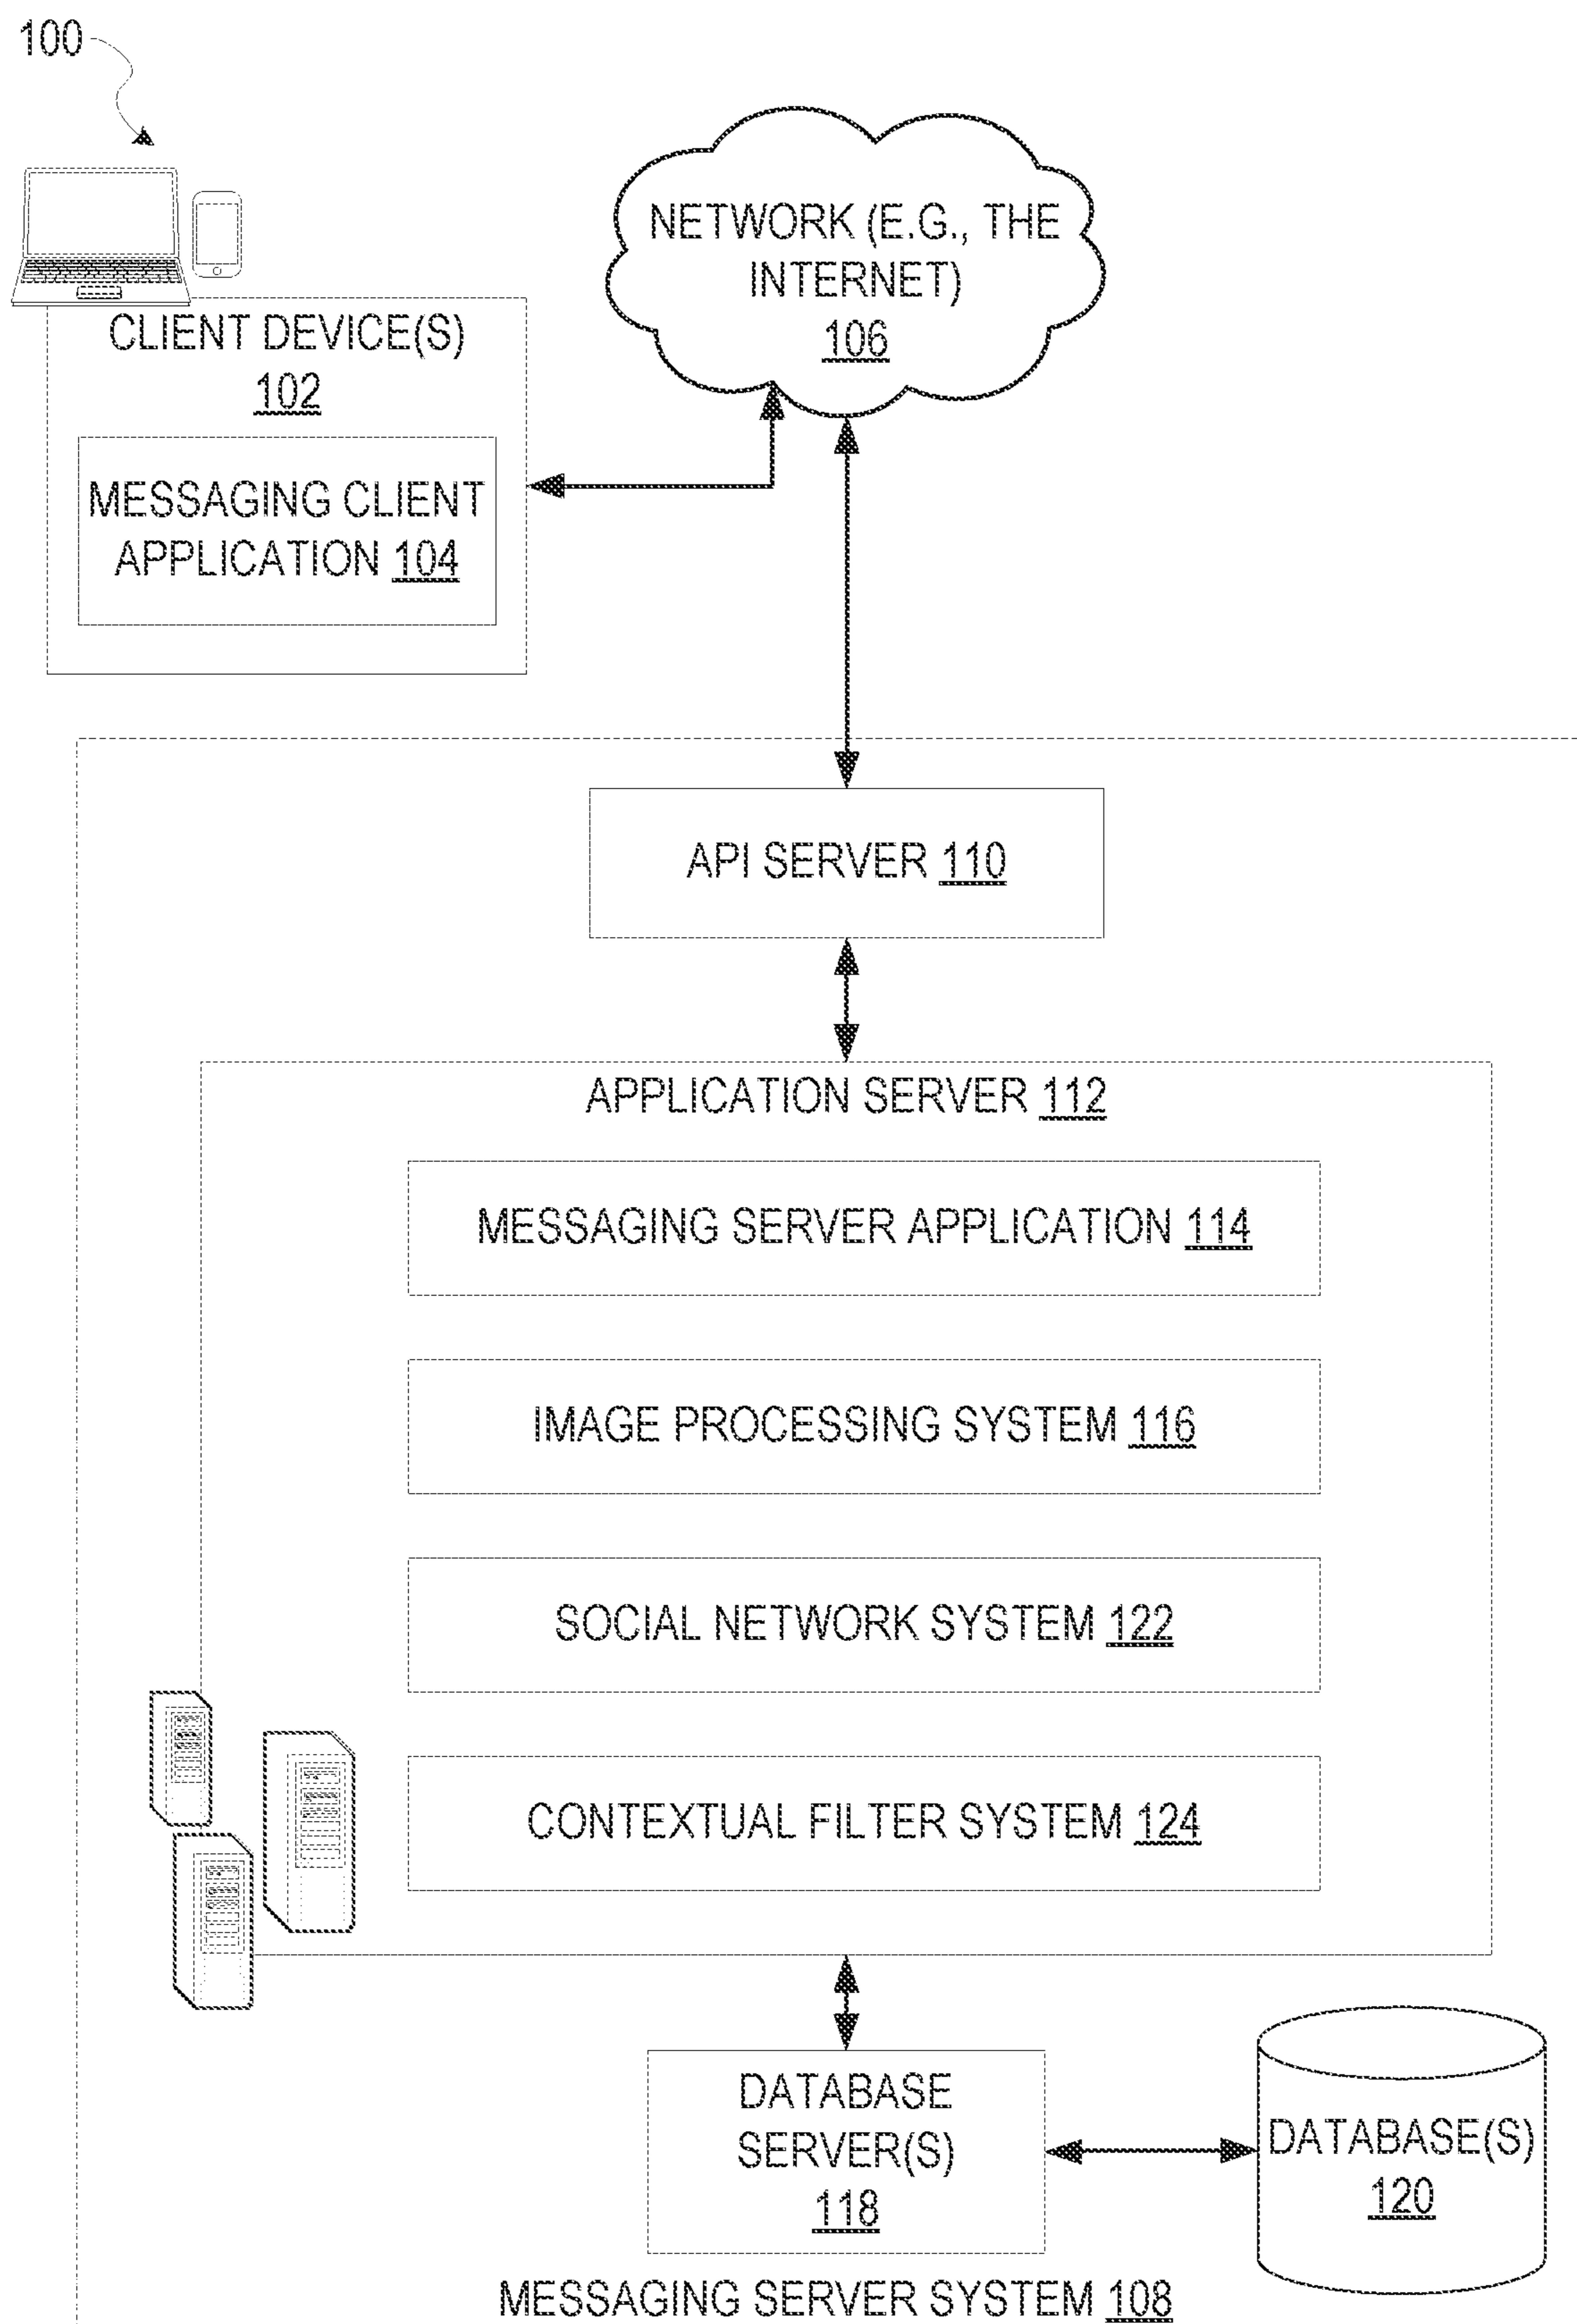 100
NETWORK (E.G., THE
INTERNET)
106
CLIENT DEVICE(S)
102
MESSAGING CLIENT
APPLICATION 104
API SERVER 110
APPLICATION SERVER 112
MESSAGING SERVER APPLICATION 114
IMAGE PROCESSING SYSTEM 116
SOCIAL NETWORK SYSTEM 122
CONTEXTUAL FILTER SYSTEM 124
DATABASE
SERVER(S)
118
DATABASE(S)
120
MESSAGING SERVER SYSTEM 108